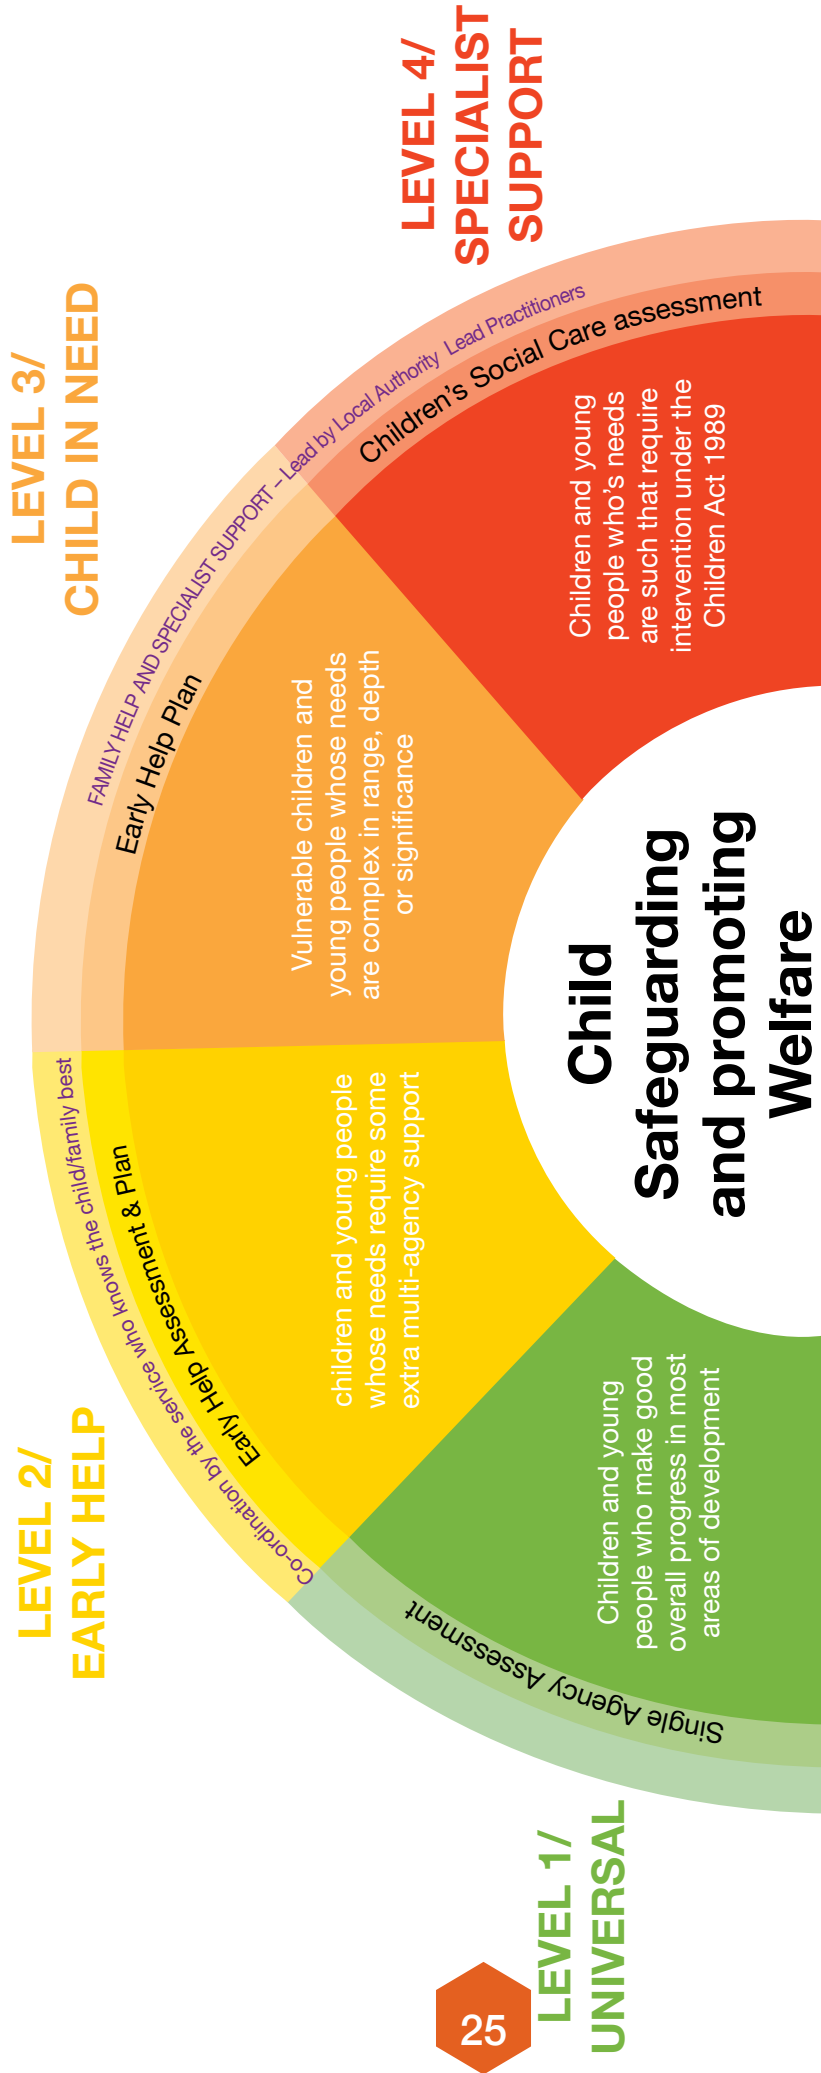 LEVEL 1/
UNIVERSAL
Single Agency Assessment
Children and young
people who make good
overall progress in most
areas of development
LEVEL 2/
EARLY HELP
Co-ordination by the service who knows the child/family best
Early Help Assessment & Plan
children and young people
whose needs require some
extra multi-agency support
LEVEL 3/
CHILD IN NEED
FAMILY HELP AND SPECIALIST SUPPORT – Lead by Local Authority Lead Practitioners
Early Help Plan
Vulnerable children and
young people whose needs
are complex in range, depth
or significance
LEVEL 4/
SPECIALIST
SUPPORT
Children's Social Care assessment
Children and young
people who's needs
are such that require
intervention under the
Children Act 1989
Child
Safeguarding
and promoting
Welfare
25